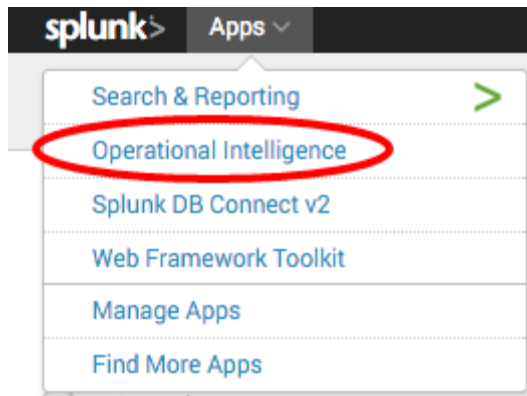 splunk> Apps
Search & Reporting >
Operational Intelligence
Splunk DB Connect v2
Web Framework Toolkit
Manage Apps
Find More Apps